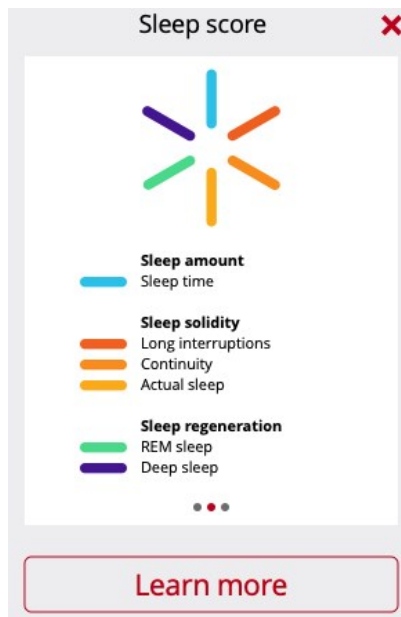 Sleep score
Sleep amount
Sleep time
Sleep solidity
Long interruptions
Continuity
Actual sleep
Sleep regeneration
REM sleep
Deep sleep
Learn more